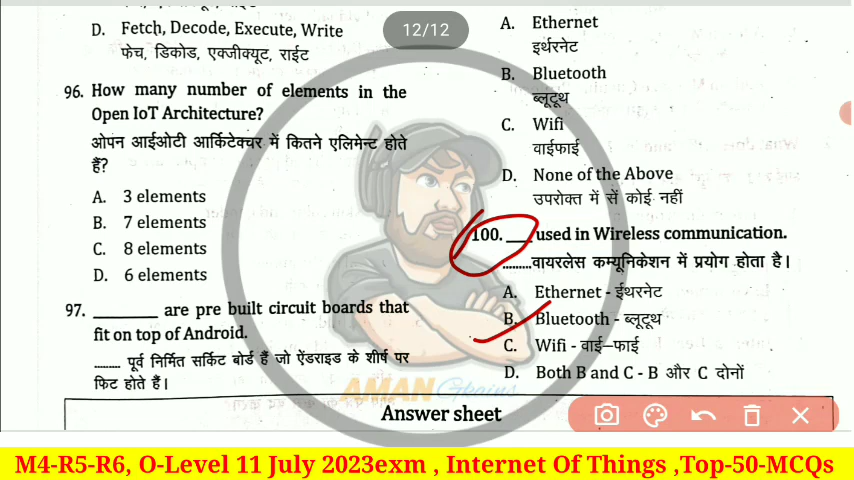 D. Fetch, Decode, Execute, Write
फेच, डिकोड, एक्जीक्यूट, राईट
96. How many number of elements in the
Open IoT Architecture?
ओपन आईओटी आर्किटेक्चर में कितने एलिमेन्ट होते
हैं?
A. 3 elements
B. 7 elements
C. 8 elements
D. 6 elements
97. ________ are pre built circuit boards that
fit on top of Android.
........ पूर्व निर्मित सर्किट बोर्ड हैं जो ऐंडराइड के शीर्ष पर
फिट होते हैं।
12/12
A. Ethernet
इर्थरनेट
B. Bluetooth
ब्लूटूथ
C. Wifi
वाईफाई
D. None of the Above
उपरोक्त में सें कोई नहीं
100. ___ used in Wireless communication.
.........वायरलेस कम्यूनिकेशन में प्रयोग होता है।
A. Ethernet - ईथरनेट
B. Bluetooth - ब्लूटूथ
C. Wifi - वाई–फाई
D. Both B and C - B और C दोनों
AMAN Grains
Answer sheet
M4-R5-R6, O-Level 11 July 2023exm , Internet Of Things ,Top-50-MCQs